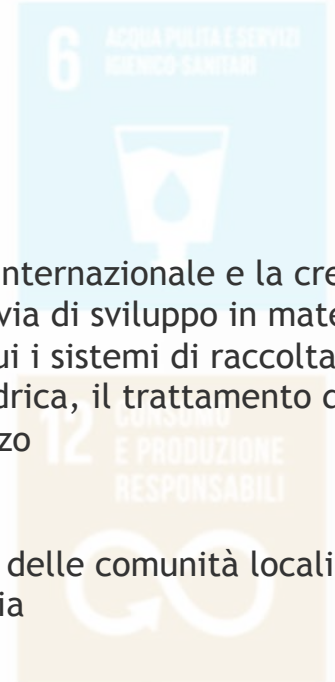 6 ACQUA PULITA E SERVIZI
IGIENICO-SANITARI
internazionale e la cre
via di sviluppo in mate
ui i sistemi di raccolta
drica, il trattamento
zo
12 CONSUMO
E PRODUZIONE
RESPONSABILI
delle comunità locali
ia